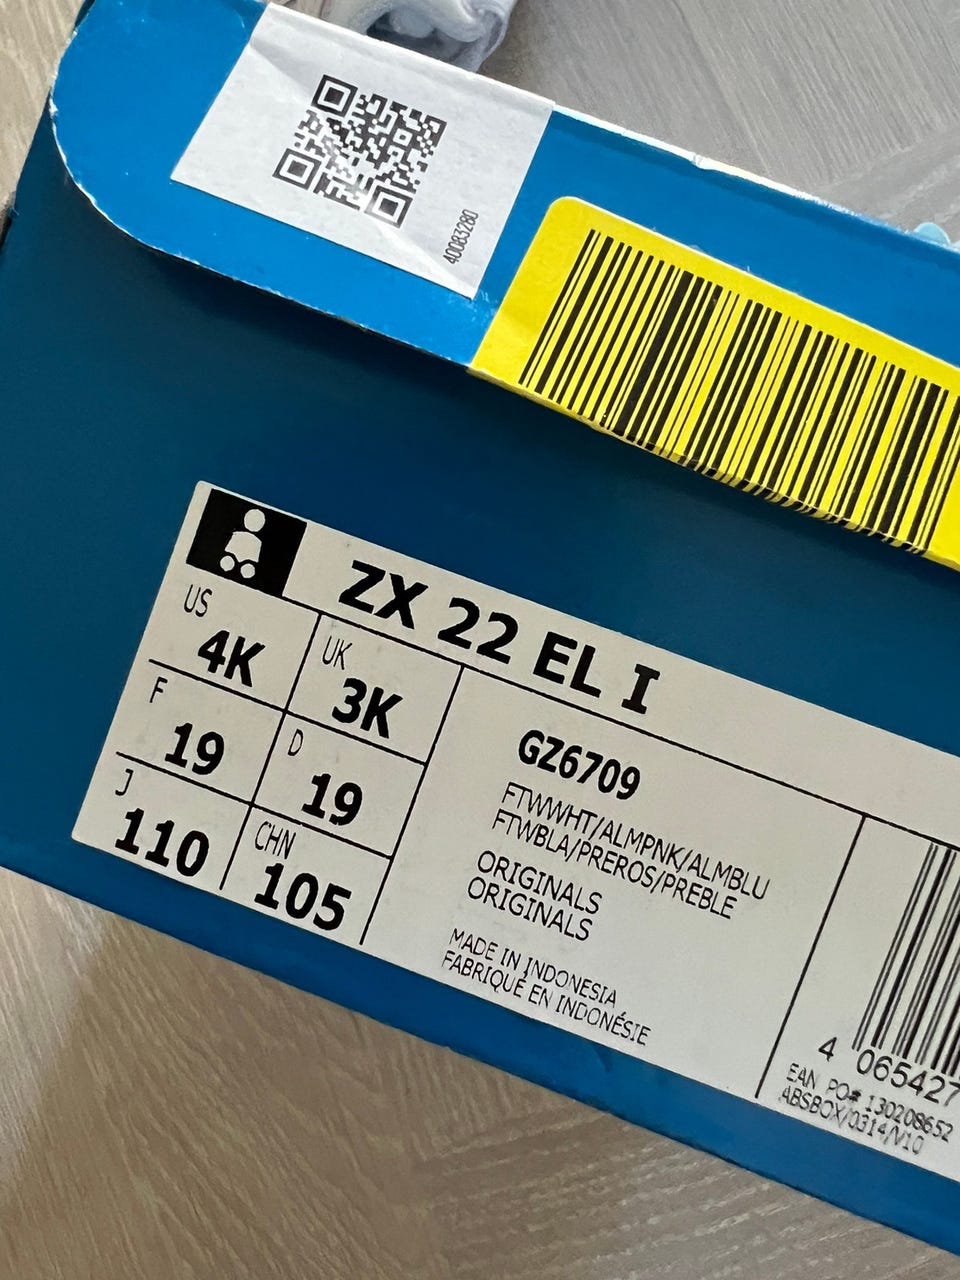 40083280
ZX 22 EL I
US
4K
UK
3K
F
19
D
19
J
110
CHN
105
GZ6709
FTWWHT/ALMPNK/ALMBLU
FTWBLA/PREROS/PREBLE
ORIGINALS
ORIGINALS
MADE IN INDONESIA
FABRIQUÉ EN INDONÉSIE
4 065427
EAN PO# 130208652
ABSBOX/0314/V10